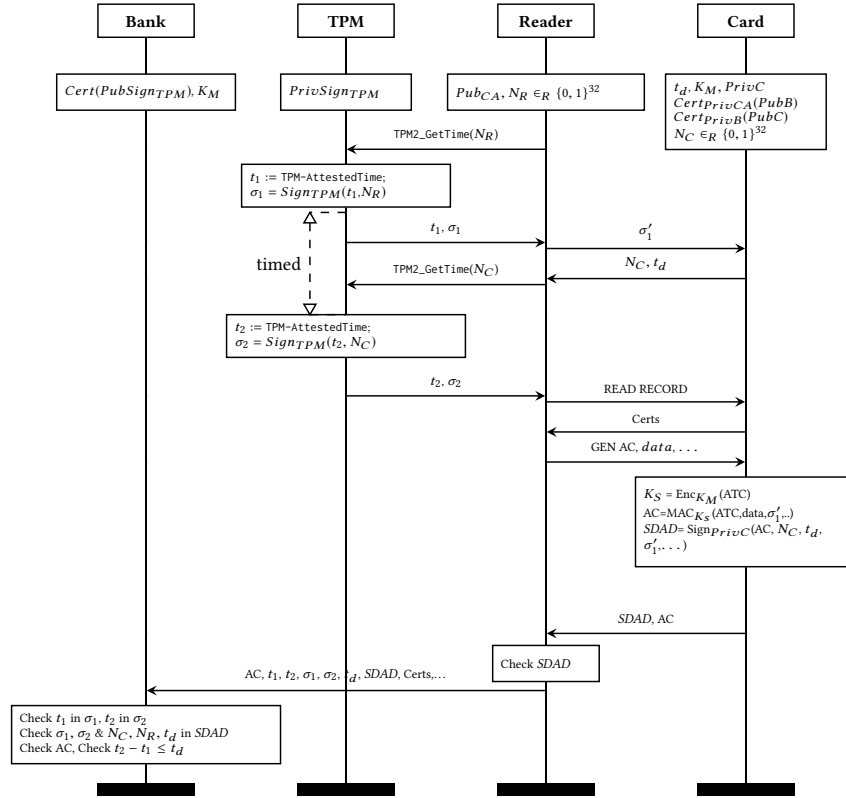 Bank
TPM
Reader
Card
Cert(PubSign_TPM), K_M
PrivSign_TPM
Pub_CA, N_R ∈_R {0, 1}^32
t_d, K_M, PrivC
Cert_PrivCA(PubB)
Cert_PrivB(PubC)
N_C ∈_R {0, 1}^32
TPM2_GetTime(N_R)
t_1 := TPM-AttestedTime;
σ_1 = Sign_TPM(t_1,N_R)
t_1, σ_1
σ_1′
timed
N_C, t_d
TPM2_GetTime(N_C)
t_2 := TPM-AttestedTime;
σ_2 = Sign_TPM(t_2, N_C)
t_2, σ_2
READ RECORD
Certs
GEN AC, data, . . .
K_S = Enc_K_M(ATC)
AC=MAC_Ks(ATC,data,σ_1′,..)
SDAD= Sign_PrivC(AC, N_C, t_d,
σ_1′,. . . )
SDAD, AC
Check SDAD
AC, t_1, t_2, σ_1, σ_2, t_d, SDAD, Certs,...
Check t_1 in σ_1, t_2 in σ_2
Check σ_1, σ_2 & N_C, N_R, t_d in SDAD
Check AC, Check t_2 − t_1 ≤ t_d